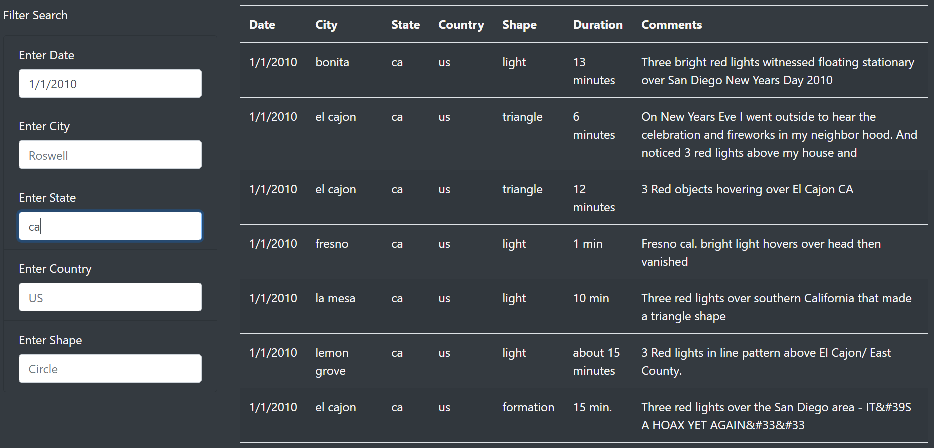 Filter Search
Enter Date
1/1/2010
Enter City
Roswell
Enter State
ca
Enter Country
US
Enter Shape
Circle
Date City State Country Shape Duration Comments
1/1/2010 bonita ca us light 13 Three bright red lights witnessed floating stationary
minutes over San Diego New Years Day 2010
1/1/2010 el cajon ca us triangle 6 On New Years Eve I went outside to hear the
minutes celebration and fireworks in my neighbor hood. And
noticed 3 red lights above my house and
1/1/2010 el cajon ca us triangle 12 3 Red objects hovering over El Cajon CA
minutes
1/1/2010 fresno ca us light 1 min Fresno cal. bright light hovers over head then
vanished
1/1/2010 la mesa ca us light 10 min Three red lights over southern California that made
a triangle shape
1/1/2010 lemon ca us light about 15 3 Red lights in line pattern above El Cajon/ East
grove minutes County.
1/1/2010 el cajon ca us formation 15 min. Three red lights over the San Diego area - IT&#39S
A HOAX YET AGAIN&#33&#33